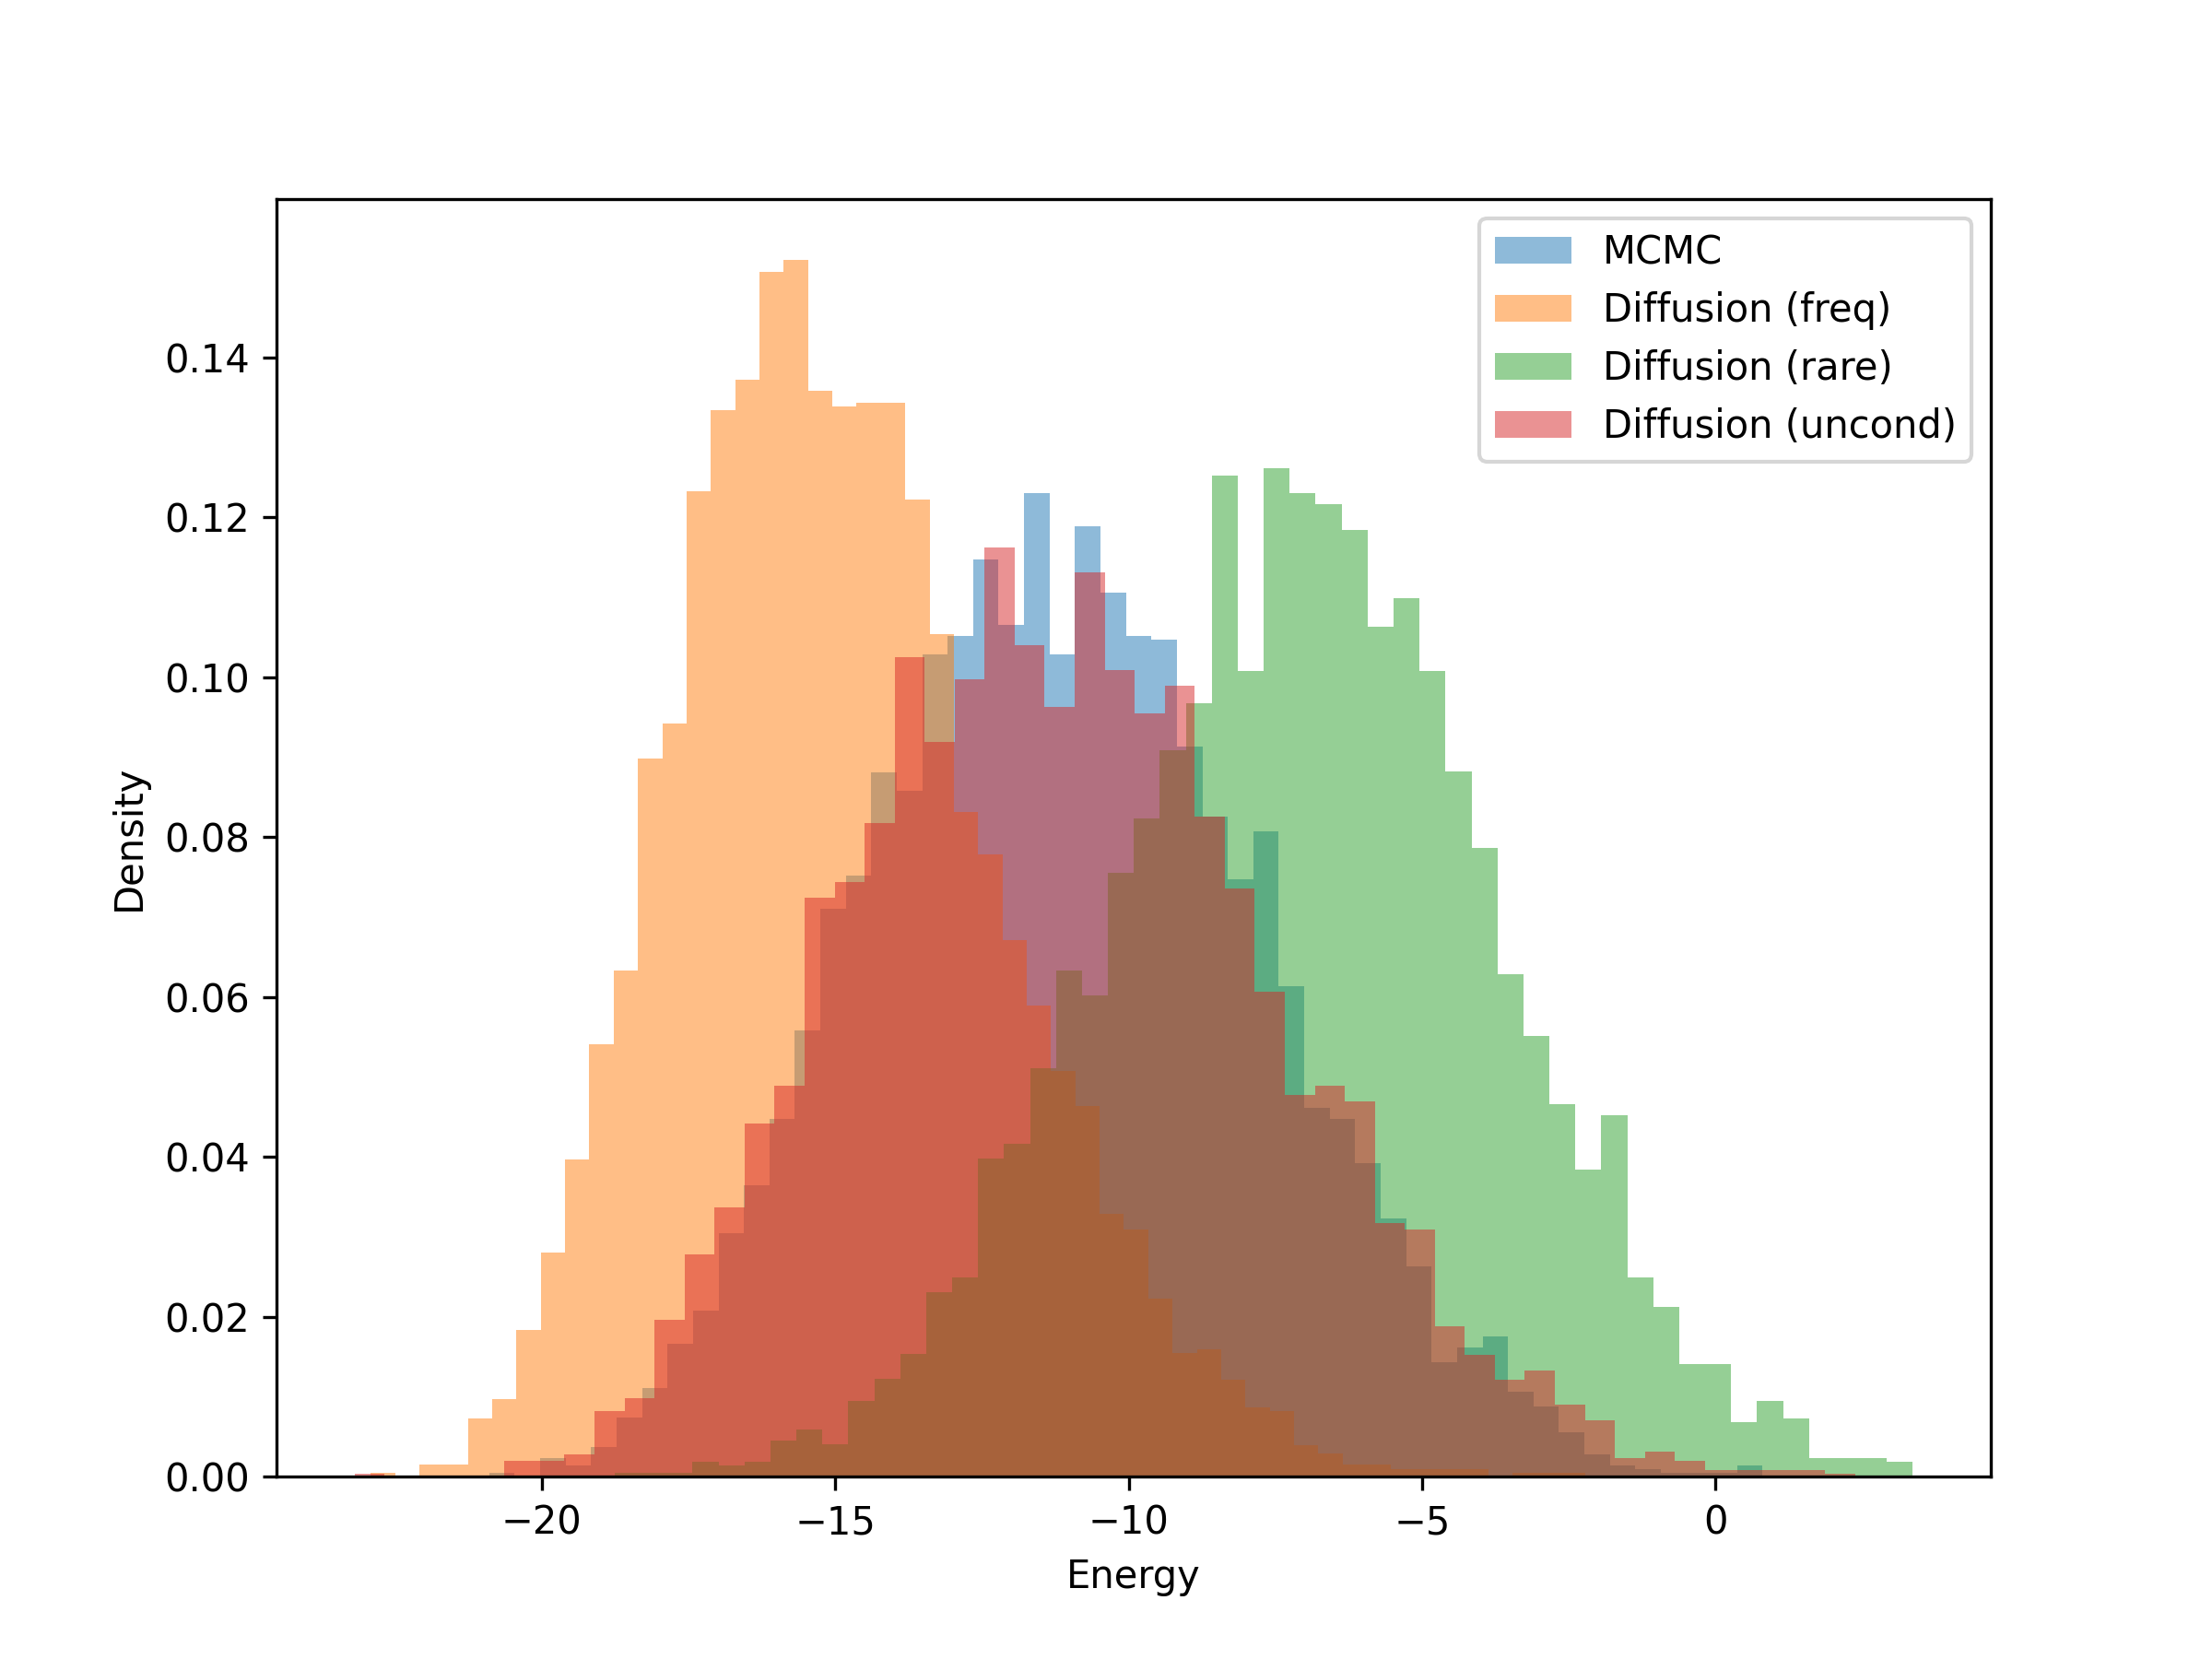 MCMC
Diffusion (freq)
Diffusion (rare)
Diffusion (uncond)
0.14
0.12
0.10
0.08
0.06
0.04
0.02
0.00
Density
−20 −15 −10 −5 0
Energy